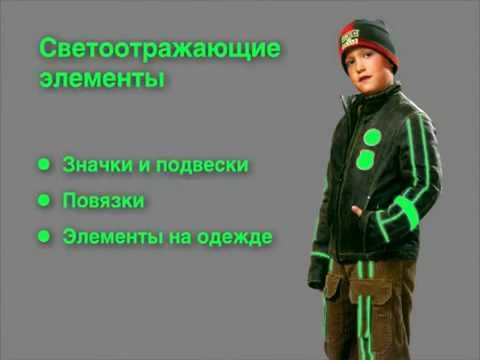 Светоотражающие
элементы
Значки и подвески
Повязки
Элементы на одежде